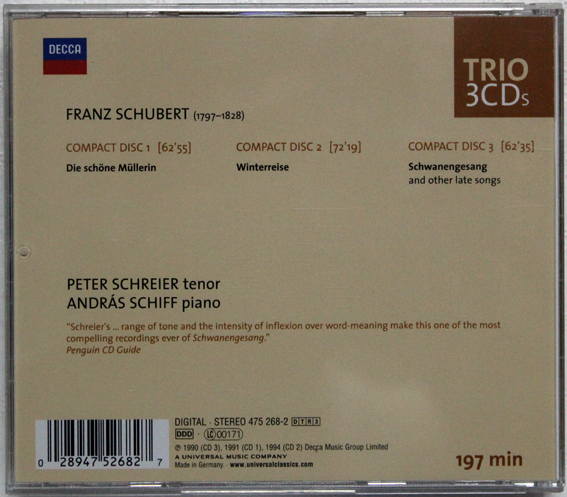 DECCA
TRIO
3CDs
FRANZ SCHUBERT (1797–1828)
COMPACT DISC 1 [62'55]
Die schöne Müllerin
COMPACT DISC 2 [72'19]
Winterreise
COMPACT DISC 3 [62'35]
Schwanengesang
and other late songs
PETER SCHREIER tenor
ANDRÁS SCHIFF piano
"Schreier's ... range of tone and the intensity of inflexion over word-meaning make this one of the most
compelling recordings ever of Schwanengesang."
Penguin CD Guide
DIGITAL · STEREO 475 268-2 DTR3
DDD · LC 00171
℗ 1990 (CD 3), 1991 (CD 1), 1994 (CD 2) Decca Music Group Limited
A UNIVERSAL MUSIC COMPANY
Made in Germany. · www.universalclassics.com
0 28947 52682 7
197 min